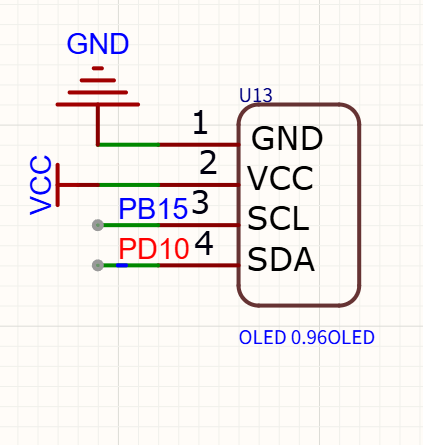 GND
U13
1
GND
2
VCC
VCC
PB15
3
SCL
PD10
4
SDA
OLED 0.96OLED